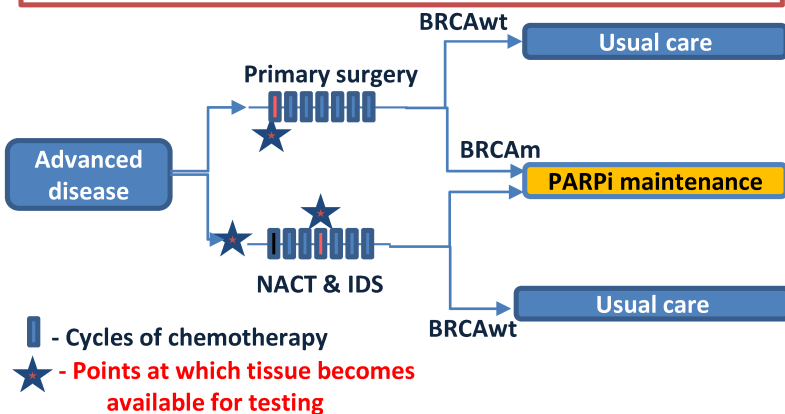 BRCAwt
Usual care
Primary surgery
BRCAm
Advanced
disease
PARPi maintenance
NACT & IDS
Usual care
BRCAwt
- Cycles of chemotherapy
- Points at which tissue becomes
available for testing